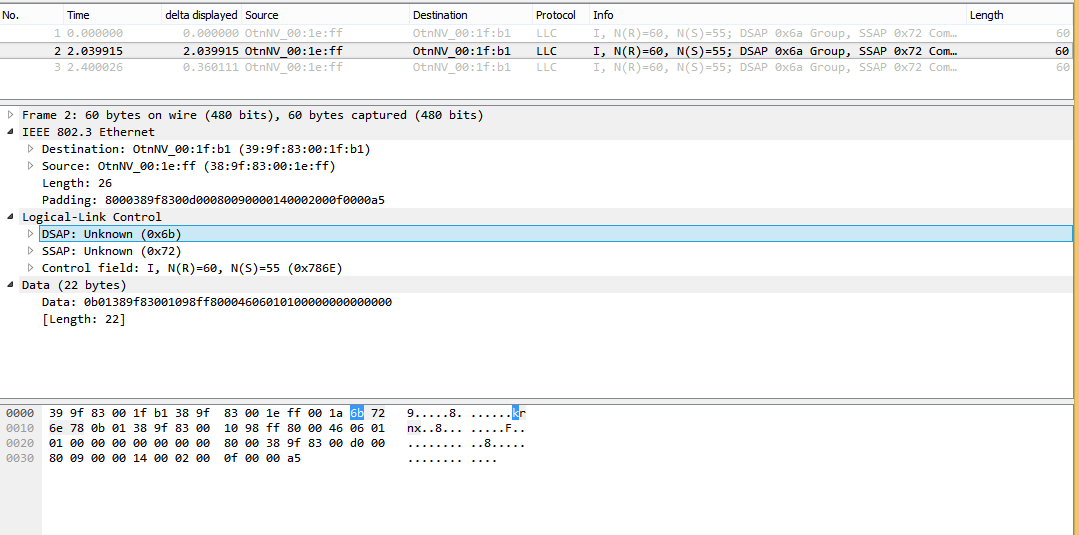 No. Time delta displayed Source Destination Protocol Info Length
1 0.000000 0.000000 OtnNV_00:1e:ff OtnNV_00:1f:b1 LLC I, N(R)=60, N(S)=55; DSAP 0x6a Group, SSAP 0x72 Com… 60
2 2.039915 2.039915 OtnNV_00:1e:ff OtnNV_00:1f:b1 LLC I, N(R)=60, N(S)=55; DSAP 0x6a Group, SSAP 0x72 Com… 60
3 2.400026 0.360111 OtnNV_00:1e:ff OtnNV_00:1f:b1 LLC I, N(R)=60, N(S)=55; DSAP 0x6a Group, SSAP 0x72 Com… 60
Frame 2: 60 bytes on wire (480 bits), 60 bytes captured (480 bits)
IEEE 802.3 Ethernet
Destination: OtnNV_00:1f:b1 (39:9f:83:00:1f:b1)
Source: OtnNV_00:1e:ff (38:9f:83:00:1e:ff)
Length: 26
Padding: 8000389f8300d0008009000014000200​0f0000a5
Logical-Link Control
DSAP: Unknown (0x6b)
SSAP: Unknown (0x72)
Control field: I, N(R)=60, N(S)=55 (0x786E)
Data (22 bytes)
Data: 0b01389f83001098ff80004606010100000000000000
[Length: 22]
0000 39 9f 83 00 1f b1 38 9f 83 00 1e ff 00 1a 6b 72 9.....8. ......kr
0010 6e 78 0b 01 38 9f 83 00 10 98 ff 80 00 46 06 01 nx..8... .....F..
0020 01 00 00 00 00 00 00 00 80 00 38 9f 83 00 d0 00 ........ ..8.....
0030 80 09 00 00 14 00 02 00 0f 00 00 a5 ........ ....